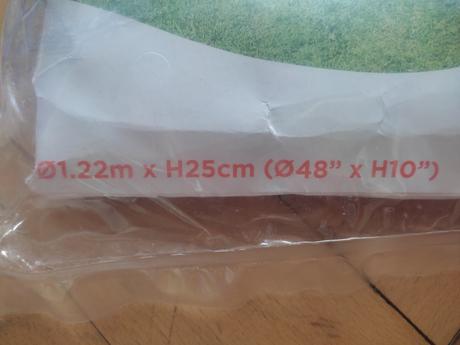 Ø1.22m x H25cm (Ø48” x H10”)